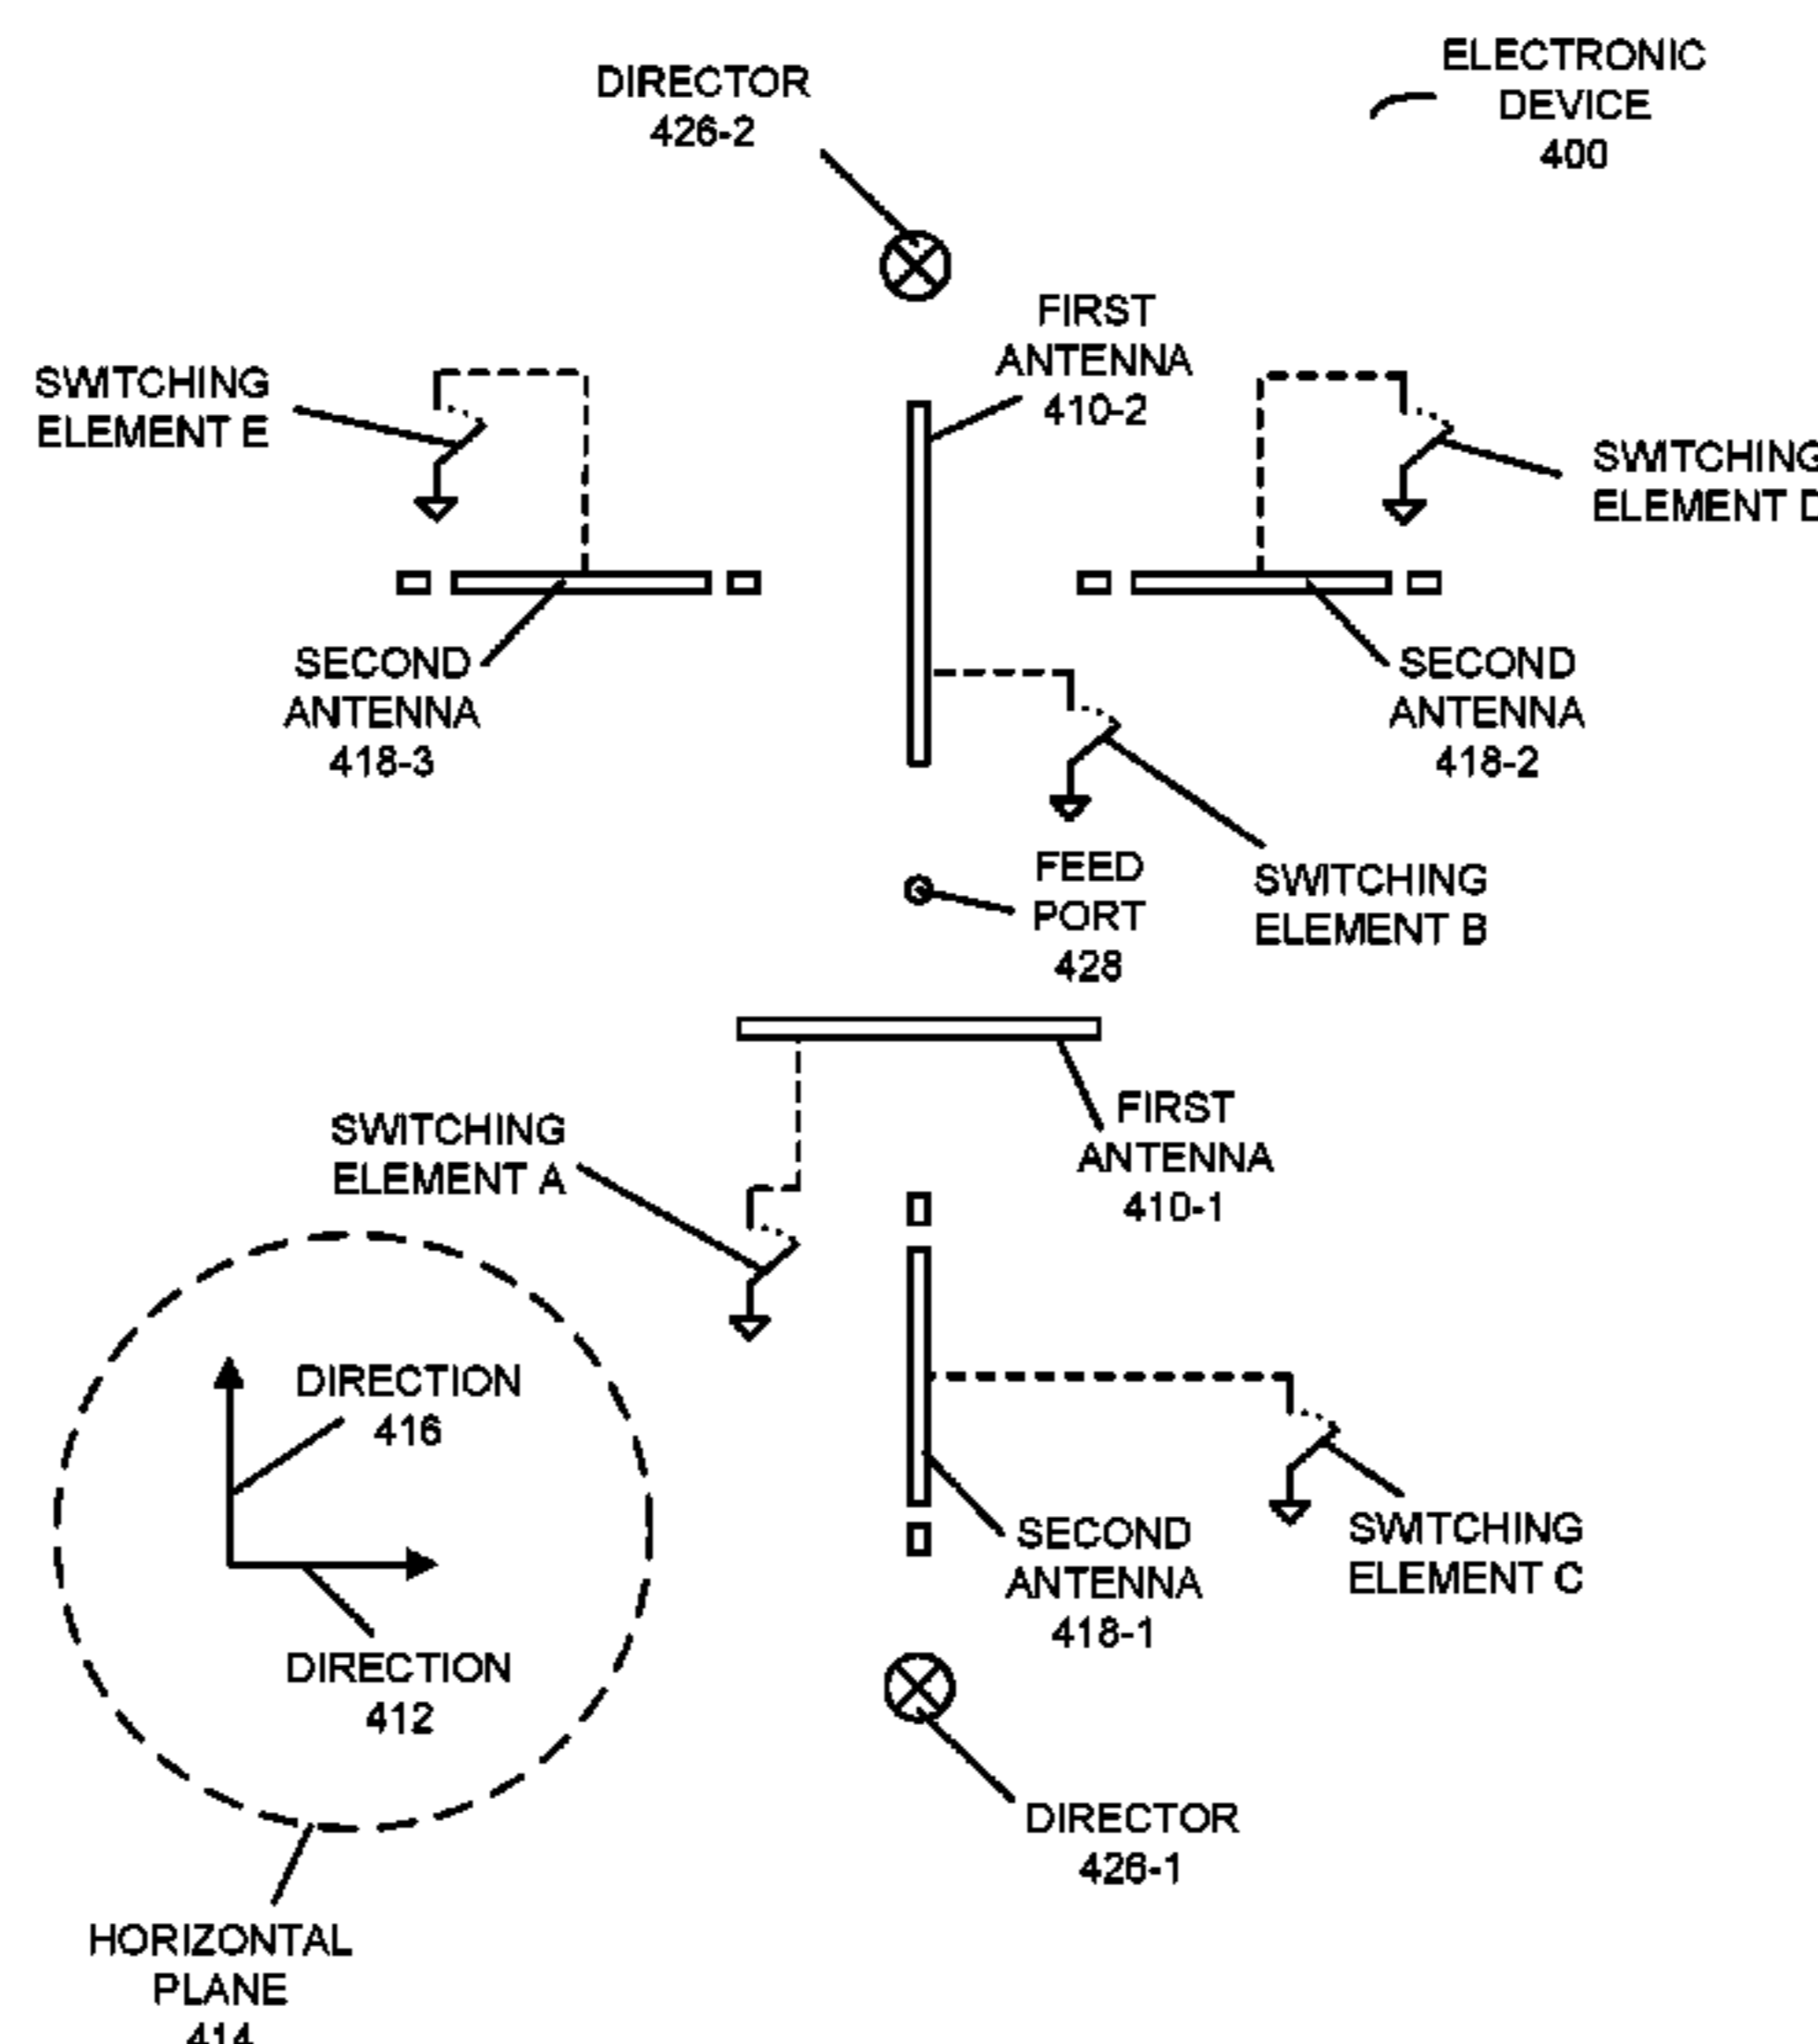 DIRECTOR
426-2
ELECTRONIC
DEVICE
400
FIRST
ANTENNA
410-2
SWITCHING
ELEMENT E
SWITCHING
ELEMENT D
SECOND
ANTENNA
418-3
SECOND
ANTENNA
418-2
FEED
PORT
428
SWITCHING
ELEMENT B
FIRST
ANTENNA
410-1
SWITCHING
ELEMENT A
DIRECTION
416
SECOND
ANTENNA
418-1
SWITCHING
ELEMENT C
DIRECTION
412
DIRECTOR
426-1
HORIZONTAL
PLANE
414